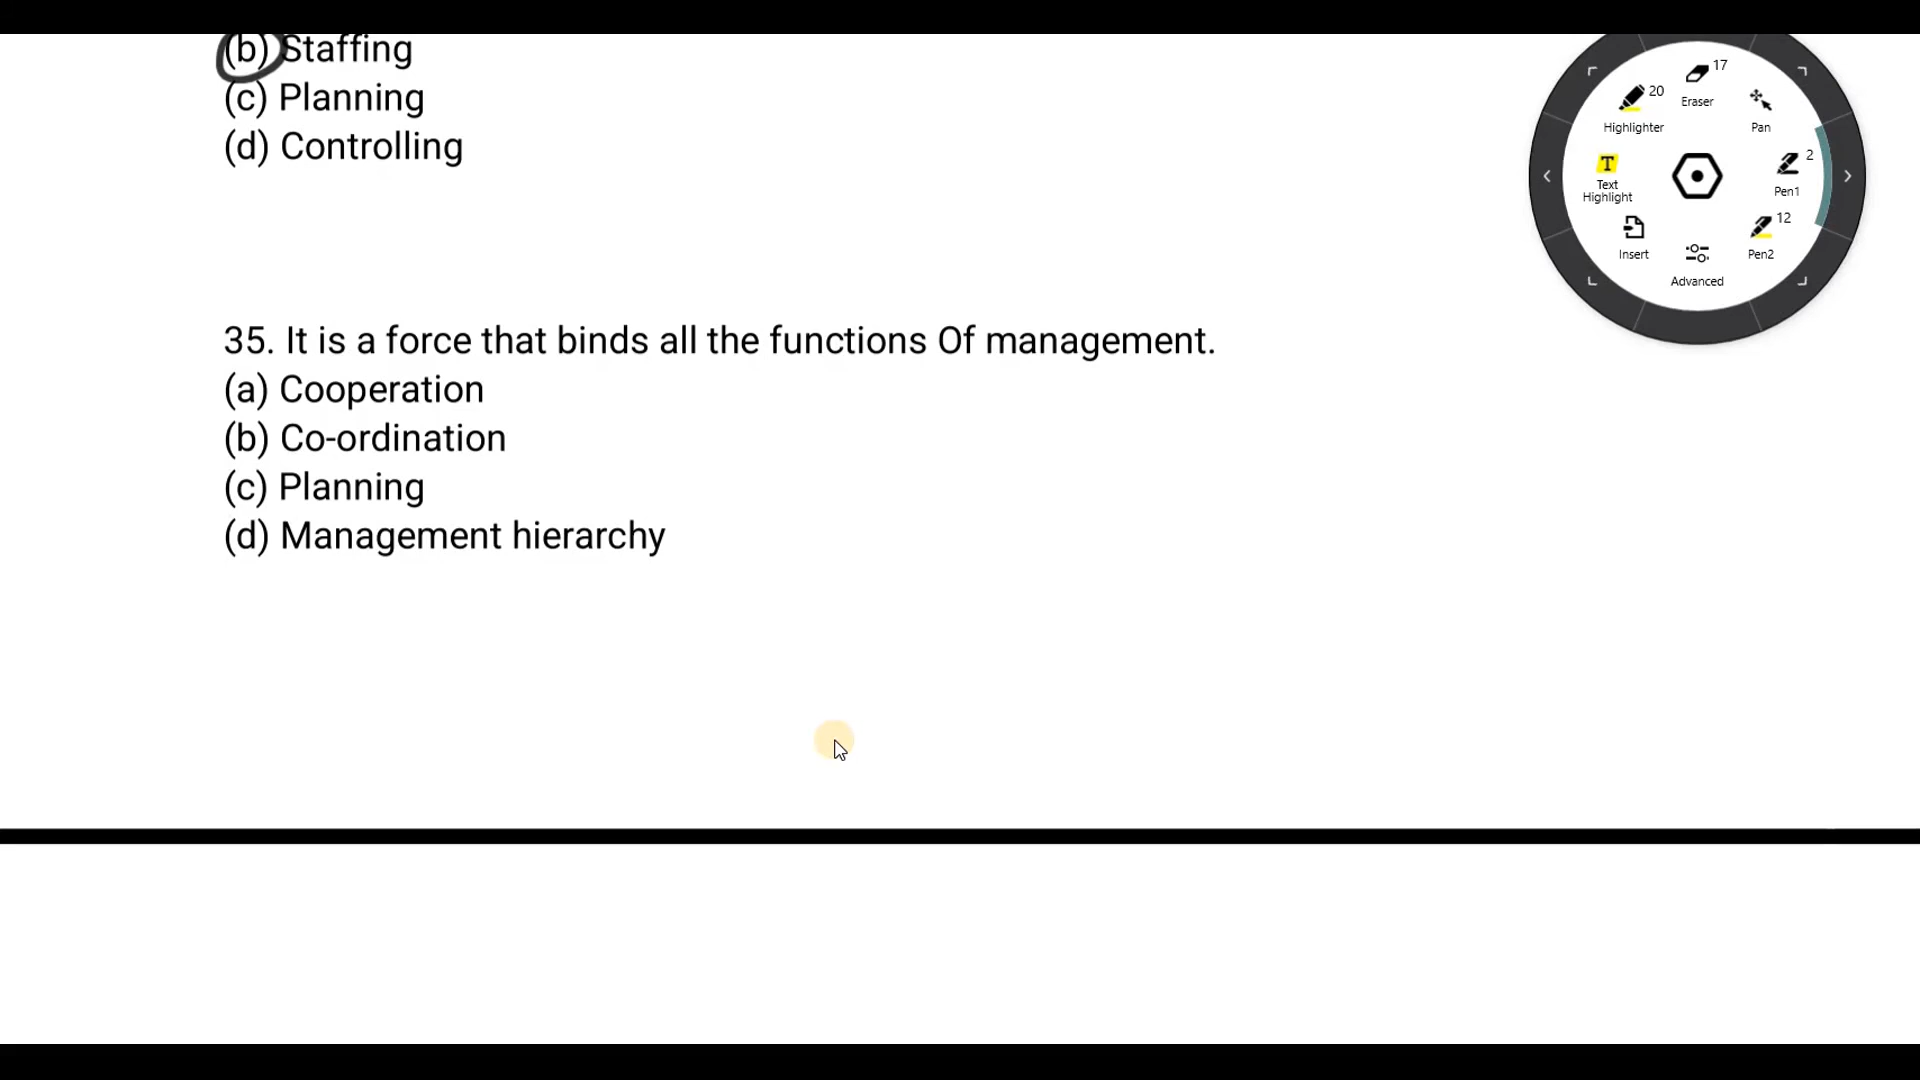 (b) Staffing
(c) Planning
(d) Controlling
35. It is a force that binds all the functions Of management.
(a) Cooperation
(b) Co-ordination
(c) Planning
(d) Management hierarchy
17
Eraser
20
Highlighter
Pan
Text
Highlight
2
Pen1
Insert
12
Pen2
Advanced